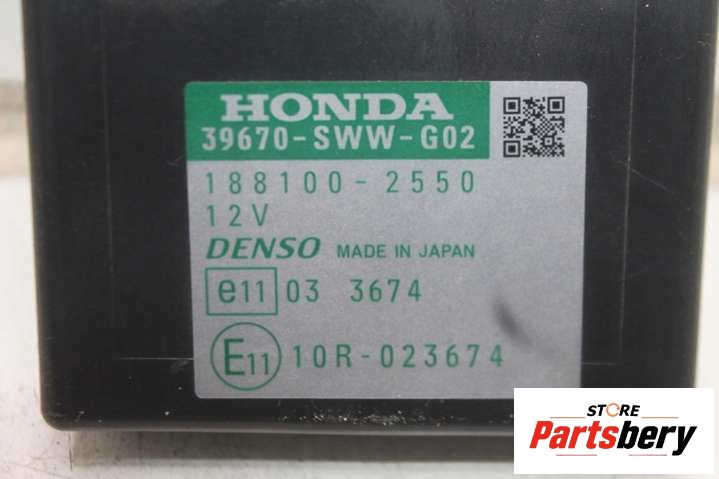 HONDA
39670-SWW-G02
188100-2550
12V
DENSO MADE IN JAPAN
e11 03 3674
E11 10R-023674
STORE
Partsbery